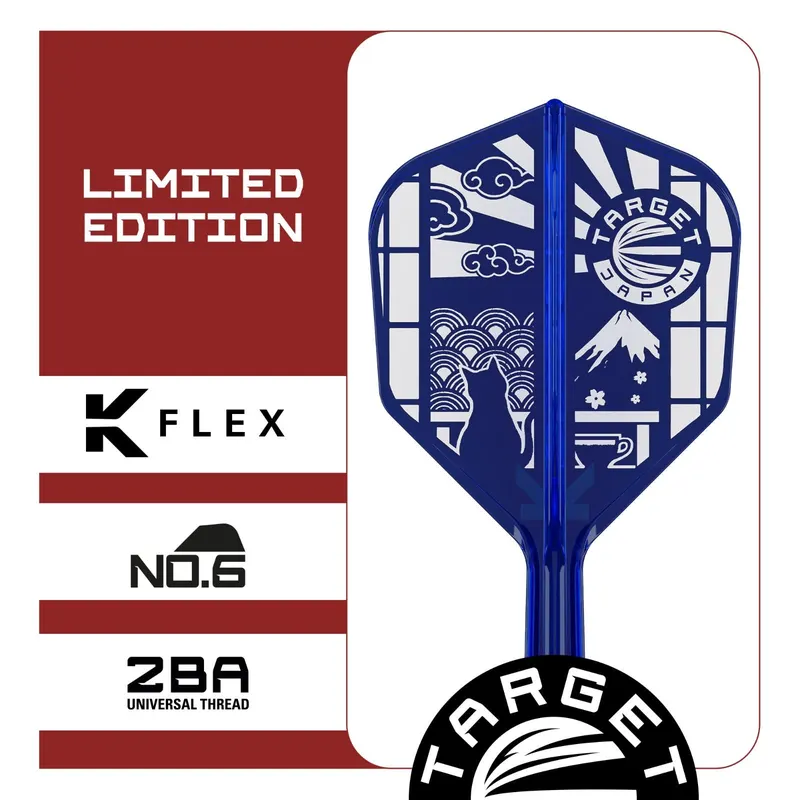 LIMITED
EDITION
K FLEX
NO.6
2BA
UNIVERSAL THREAD
TARGET
JAPAN
K
TARGET